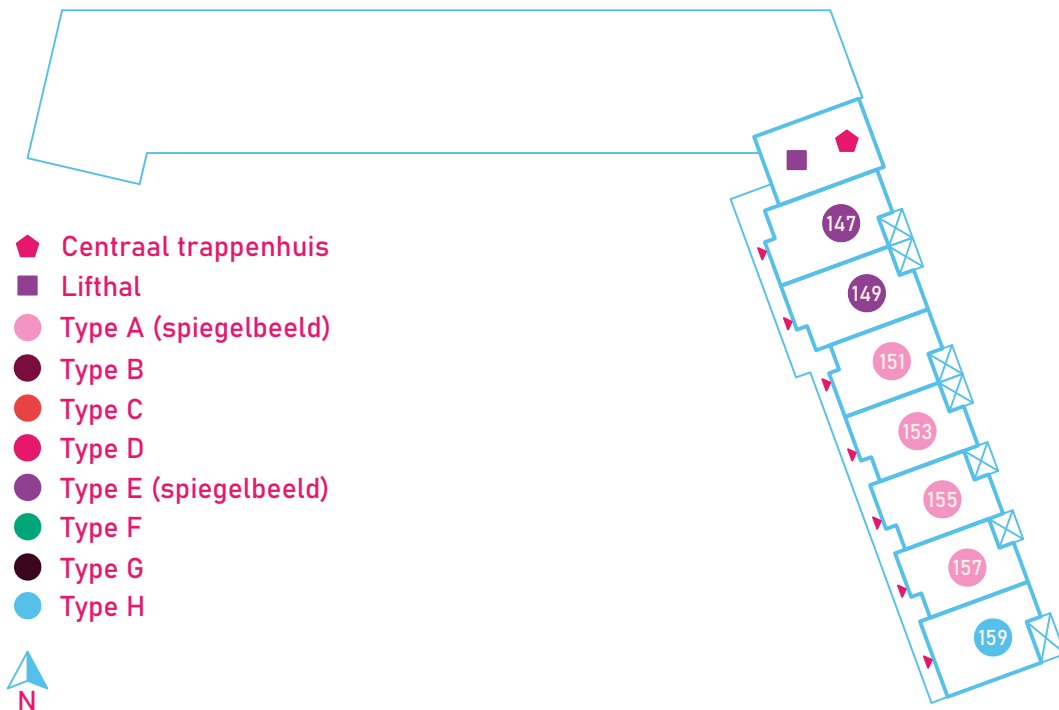 Centraal trappenhuis
Lifthal
Type A (spiegelbeeld)
Type B
Type C
Type D
Type E (spiegelbeeld)
Type F
Type G
Type H
N
147
149
151
153
155
157
159